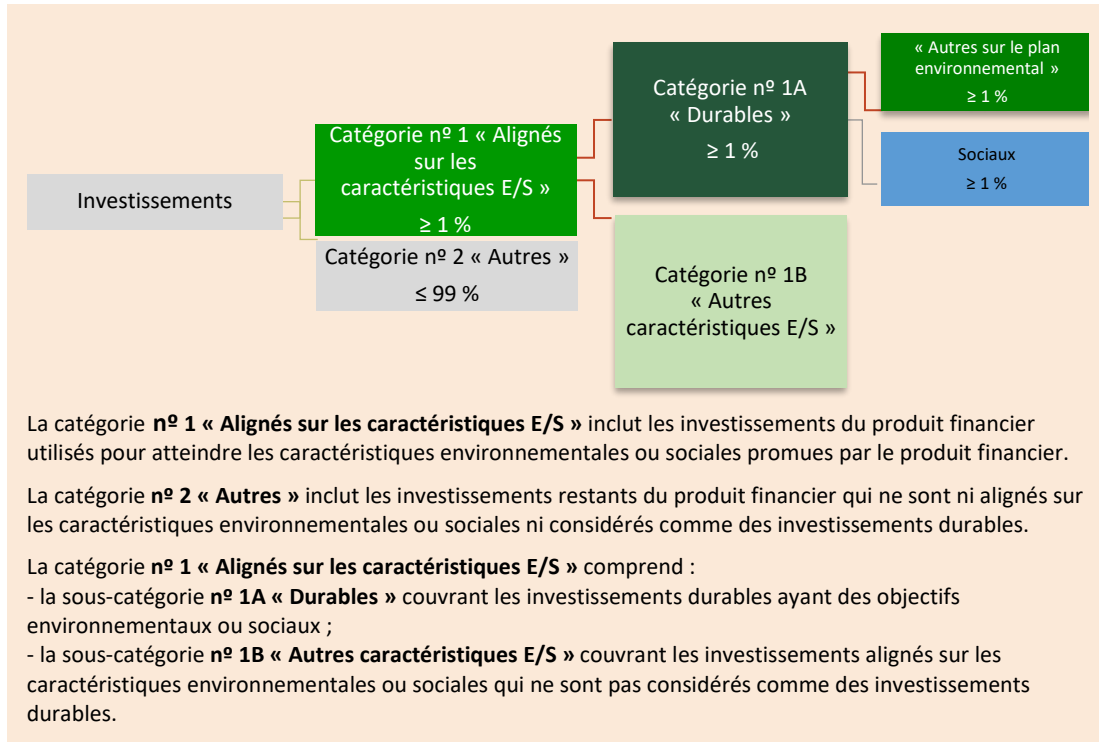 Investissements
Catégorie nº 1 « Alignés
sur les
caractéristiques E/S »
≥ 1 %
Catégorie nº 2 « Autres »
≤ 99 %
Catégorie nº 1A
« Durables »
≥ 1 %
Catégorie nº 1B
« Autres
caractéristiques E/S »
« Autres sur le plan
environnemental »
≥ 1 %
Sociaux
≥ 1 %
La catégorie nº 1 « Alignés sur les caractéristiques E/S » inclut les investissements du produit financier
utilisés pour atteindre les caractéristiques environnementales ou sociales promues par le produit financier.
La catégorie nº 2 « Autres » inclut les investissements restants du produit financier qui ne sont ni alignés sur
les caractéristiques environnementales ou sociales ni considérés comme des investissements durables.
La catégorie nº 1 « Alignés sur les caractéristiques E/S » comprend :
- la sous-catégorie nº 1A « Durables » couvrant les investissements durables ayant des objectifs
environnementaux ou sociaux ;
- la sous-catégorie nº 1B « Autres caractéristiques E/S » couvrant les investissements alignés sur les
caractéristiques environnementales ou sociales qui ne sont pas considérés comme des investissements
durables.